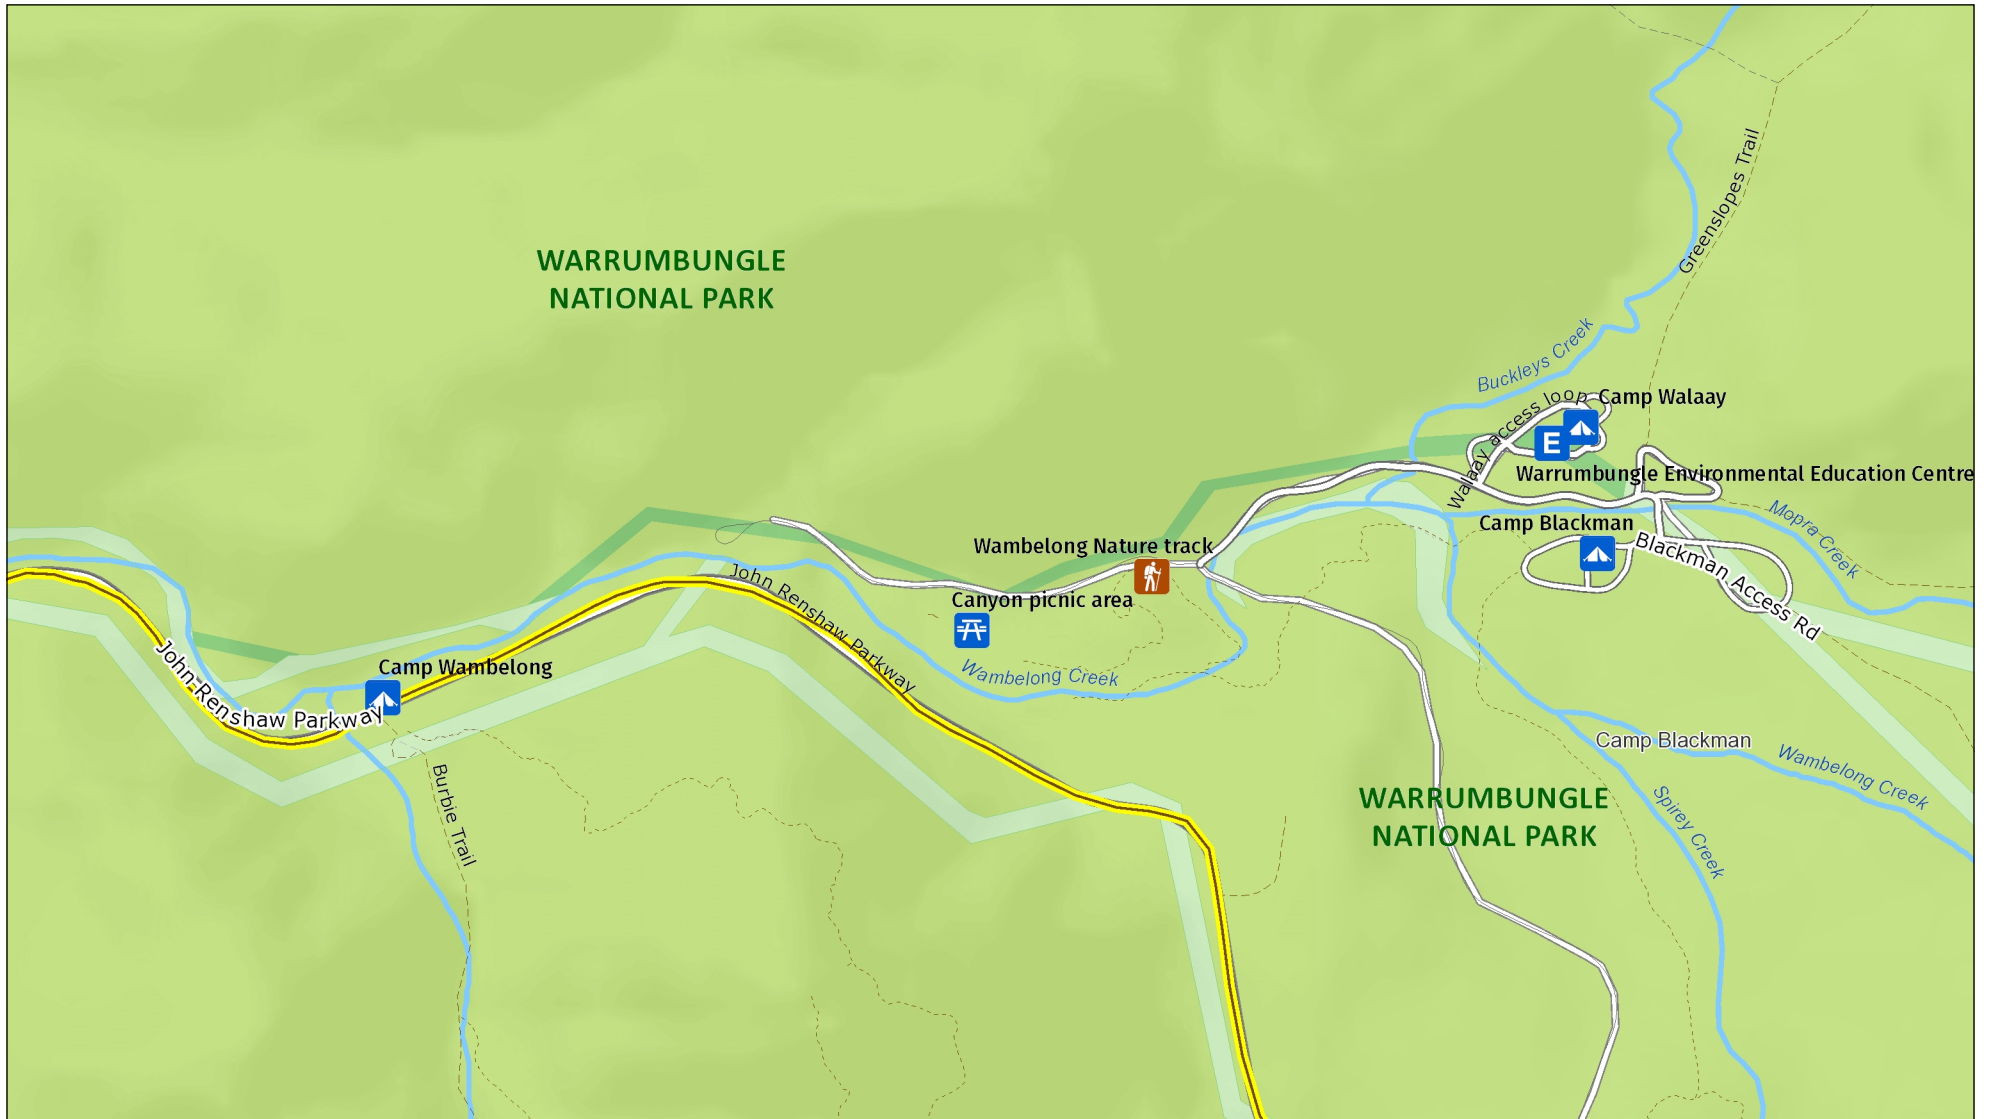 Greenslopes Trail
WARRUMBUNGLE
NATIONAL PARK
Buckleys Creek
Walaay access loop
Camp Walaay
E
Warrumbungle Environmental Education Centre
Camp Blackman
Mopra Creek
Blackman Access Rd
Wambelong Nature track
Canyon picnic area
John Renshaw Parkway
Wambelong Creek
Camp Wambelong
John Renshaw Parkway
Burbie Trail
Camp Blackman
Wambelong Creek
WARRUMBUNGLE
NATIONAL PARK
Spirey Creek